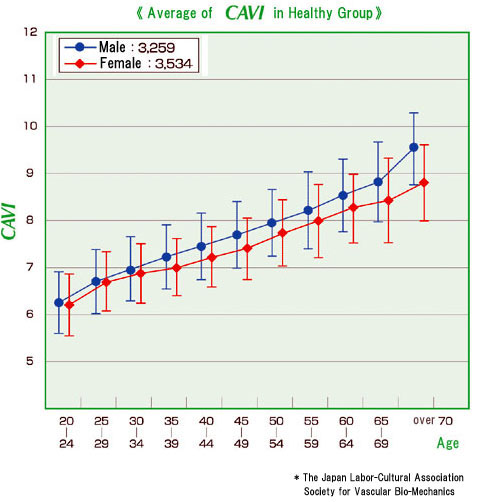 《 Average of CAVI in Healthy Group》
12
11
10
9
8
7
6
5
CAVI
Male : 3,259
Female : 3,534
20 25 30 35 40 45 50 55 60 65 over 70
24 29 34 39 44 49 54 59 64 69 Age
* The Japan Labor-Cultural Association
Society for Vascular Bio-Mechanics